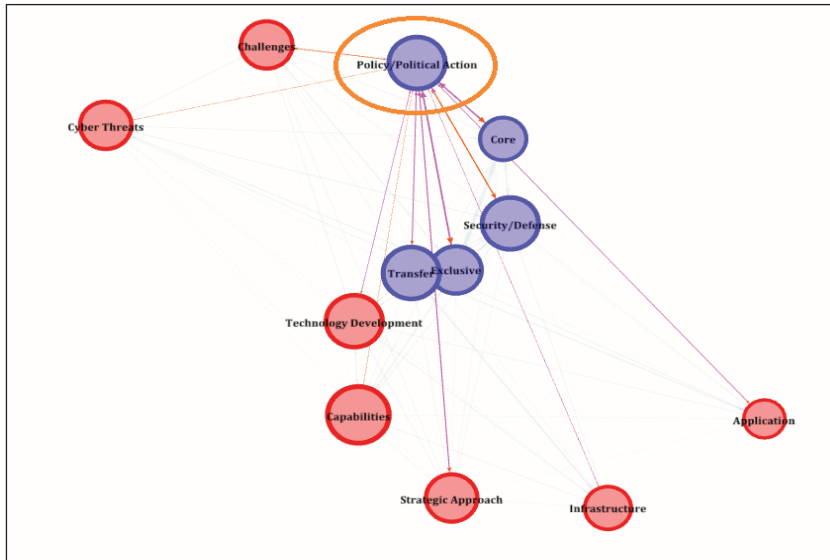 Challenges
Policy/Political Action
Cyber Threats
Core
Security/Defense
Transfer
Exclusive
Technology Development
Capabilities
Application
Strategic Approach
Infrastructure